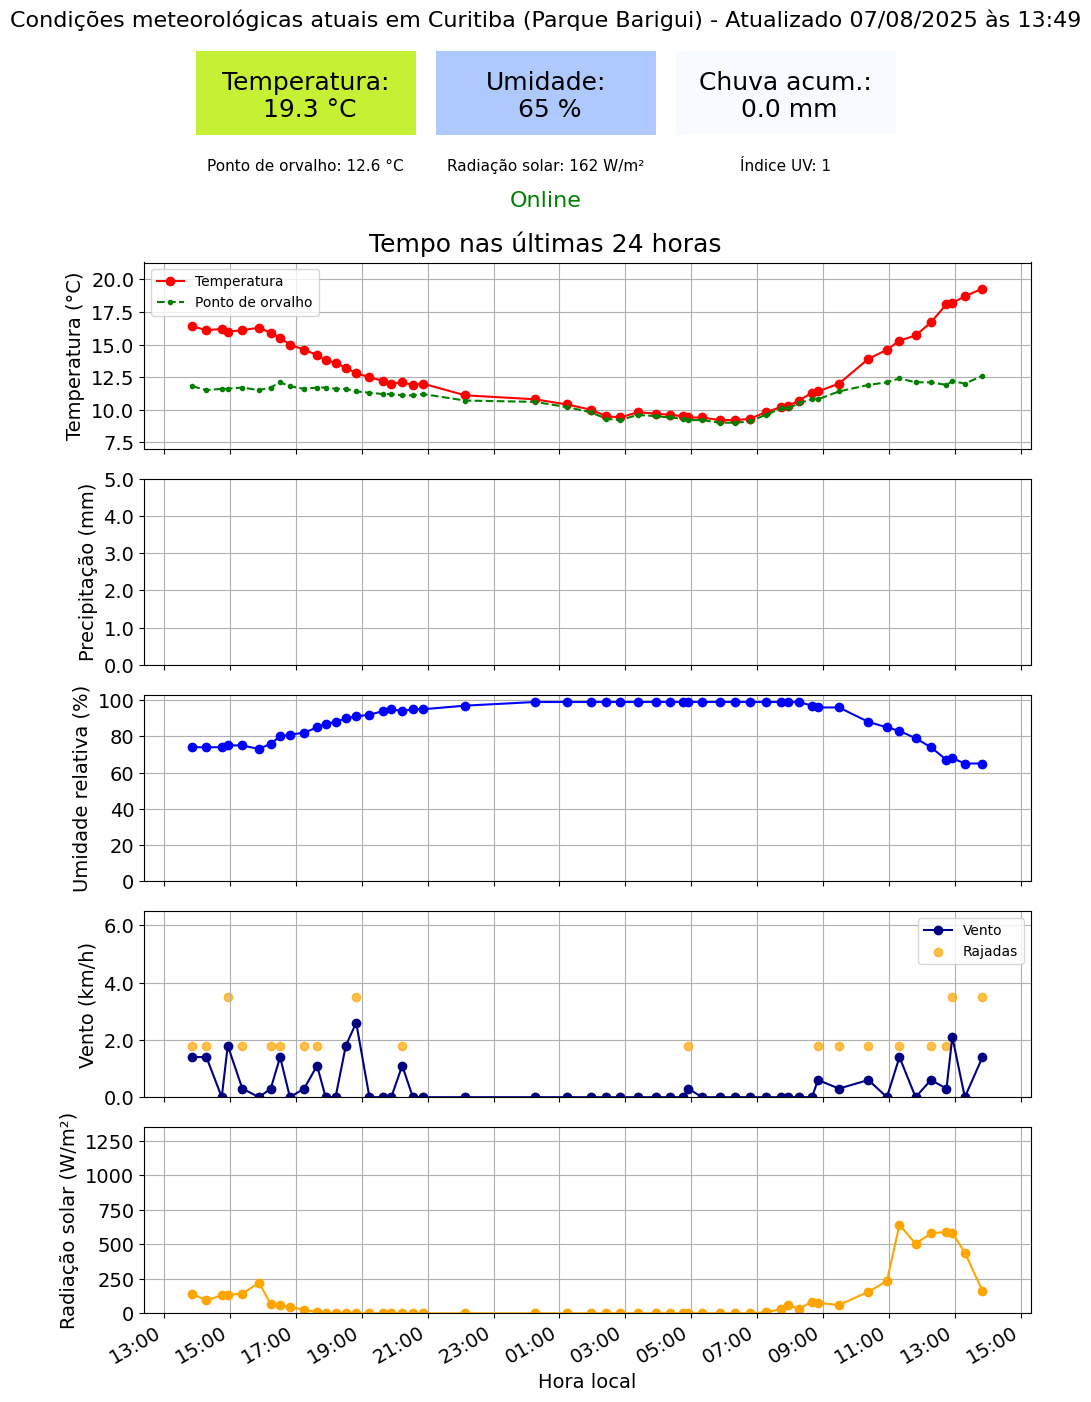 Condições meteorológicas atuais em Curitiba (Parque Barigui) - Atualizado 07/08/2025 às 13:49
Temperatura:
19.3 °C
Umidade:
65 %
Chuva acum.:
0.0 mm
Ponto de orvalho: 12.6 °C
Radiação solar: 162 W/m²
Índice UV: 1
Online
Tempo nas últimas 24 horas
Temperatura (°C)
20.0
17.5
15.0
12.5
10.0
7.5
Temperatura
Ponto de orvalho
Precipitação (mm)
5.0
4.0
3.0
2.0
1.0
0.0
Umidade relativa (%)
100
80
60
40
20
0
Vento (km/h)
6.0
4.0
2.0
0.0
Vento
Rajadas
Radiação solar (W/m²)
1250
1000
750
500
250
0
13:00
15:00
17:00
19:00
21:00
23:00
01:00
03:00
05:00
07:00
09:00
11:00
13:00
15:00
Hora local